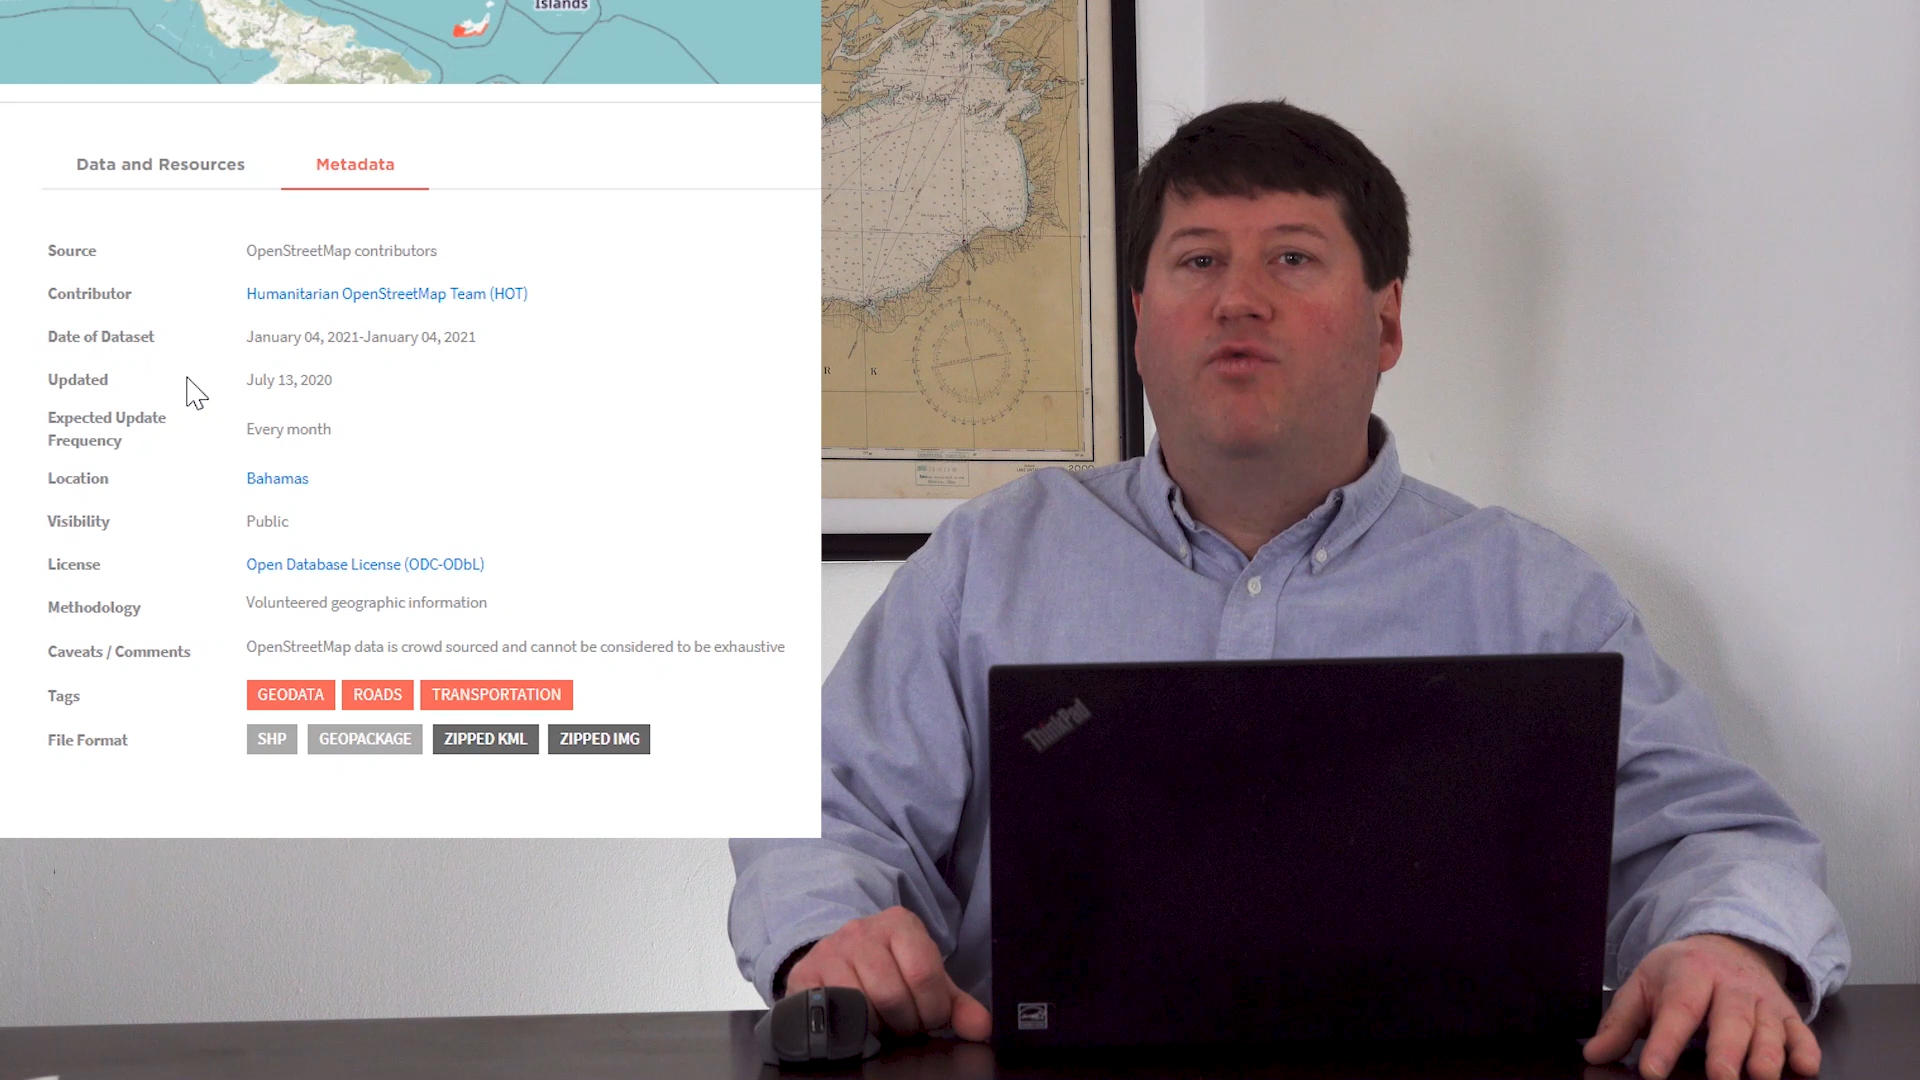 Islands
Data and Resources
Metadata
Source
OpenStreetMap contributors
Contributor
Humanitarian OpenStreetMap Team (HOT)
Date of Dataset
January 04, 2021-January 04, 2021
Updated
July 13, 2020
Expected Update
Frequency
Every month
Location
Bahamas
Visibility
Public
License
Open Database License (ODC-ODbL)
Methodology
Volunteered geographic information
Caveats / Comments
OpenStreetMap data is crowd sourced and cannot be considered to be exhaustive
Tags
GEODATA ROADS TRANSPORTATION
File Format
SHP GEOPACKAGE ZIPPED KML ZIPPED IMG
R K
ThinkPad